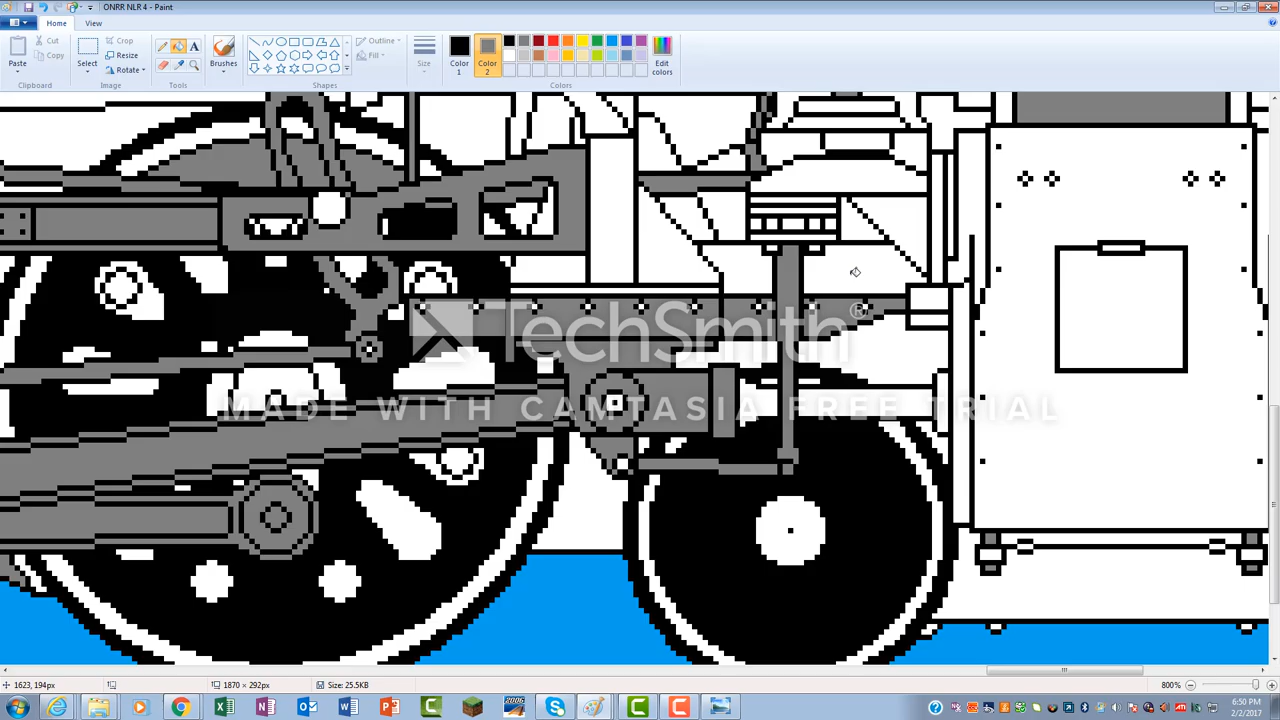 ONRR NLR 4 - Paint
Home View
Paste
Cut
Copy
Clipboard
Select
Crop
Resize
Rotate
Image
A
Tools
Brushes
Outline
Fill
Shapes
Size
Color 1
Color 2
Edit colors
Colors
TechSmith®
MADE WITH CAMTASIA FREE TRIAL
1623, 194px
1870 × 292px
Size: 25.5KB
800%
6:50 PM
2/2/2017